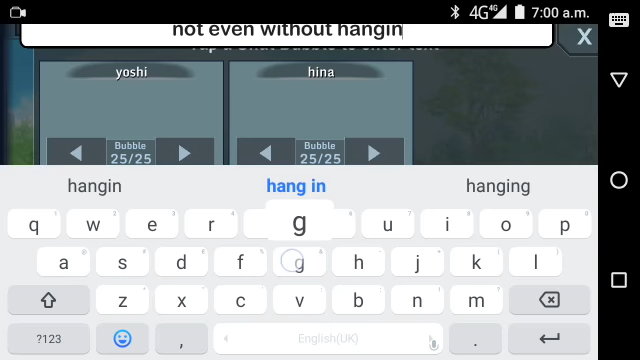 4G 4G 7:00 a.m.
not even without hangin
Tap a Chat Bubble to enter text
X
yoshi hina
Bubble Bubble
25/25 25/25
hangin hang in hanging
g
q w e r u i o p
a s d f g h j k l
z x c v b n m
?123 , English(UK) .